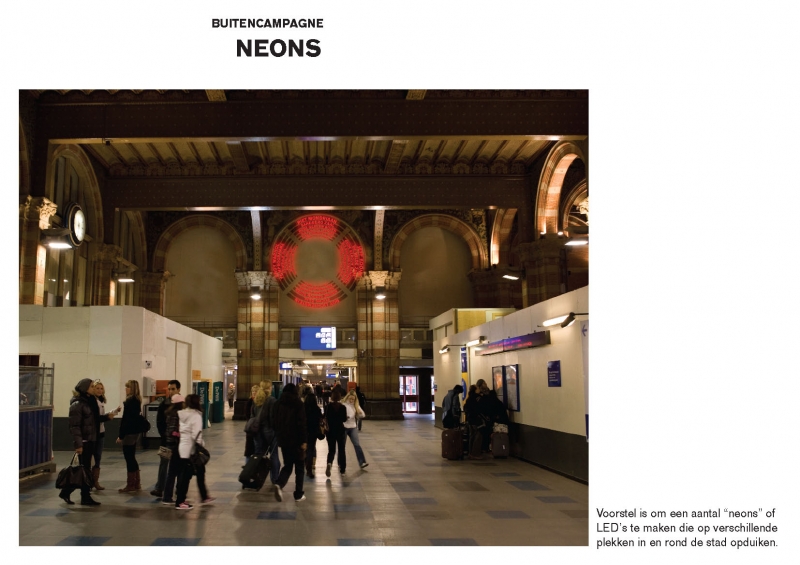 BUITENCAMPAGNE
NEONS
Voorstel is om een aantal “neons” of
LED’s te maken die op verschillende
plekken in en rond de stad opduiken.